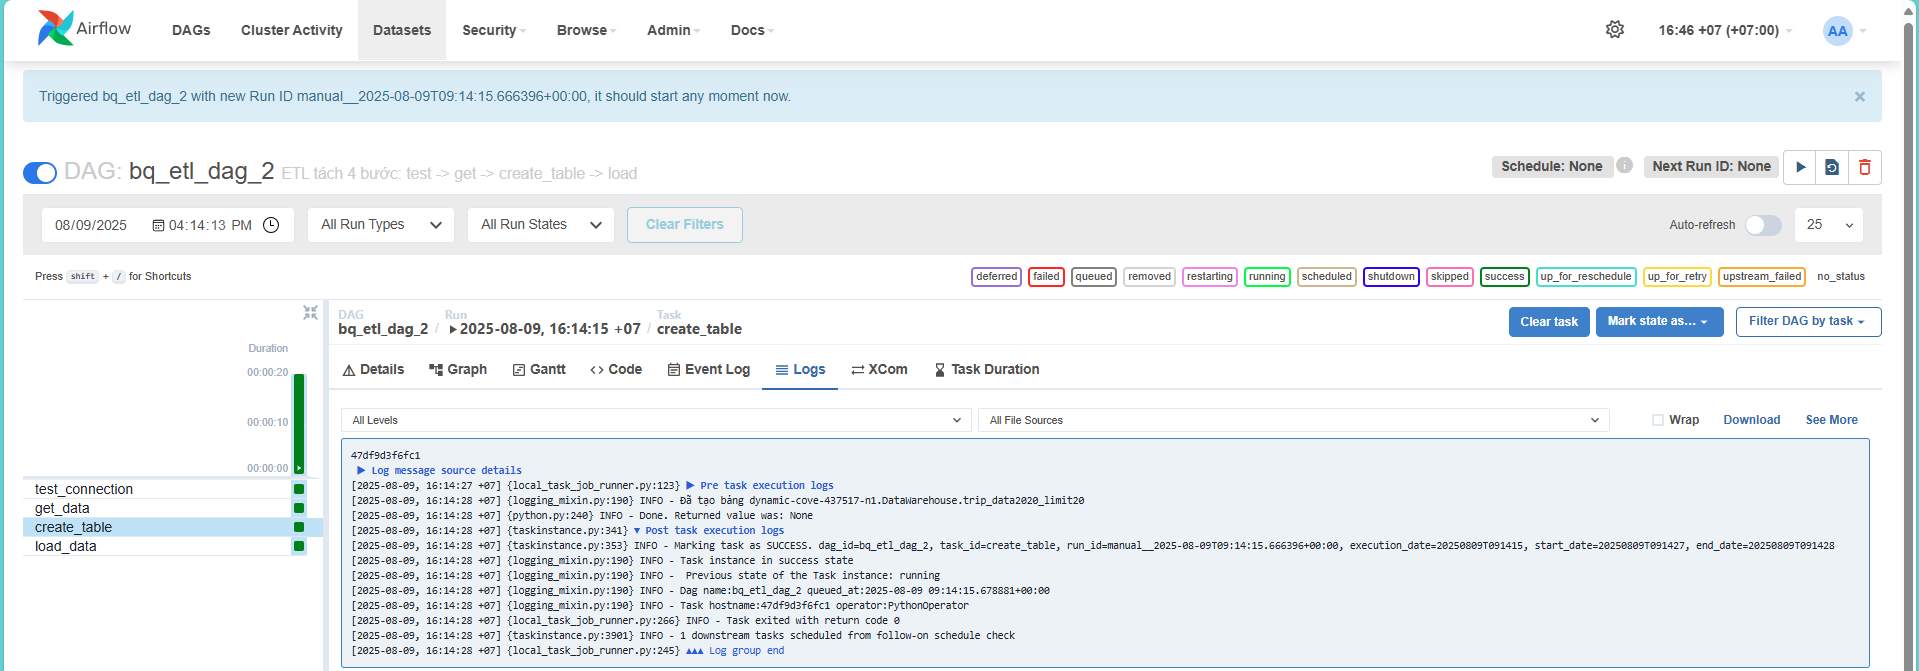 Airflow DAGs Cluster Activity Datasets Security Browse Admin Docs 16:46 +07 (+07:00) AA
Triggered bq_etl_dag_2 with new Run ID manual__2025-08-09T09:14:15.666396+00:00, it should start any moment now. ×
DAG: bq_etl_dag_2 ETL tách 4 bước: test -> get -> create_table -> load Schedule: None Next Run ID: None
08/09/2025 04:14:13 PM All Run Types All Run States Clear Filters Auto-refresh 25
Press shift + / for Shortcuts deferred failed queued removed restarting running scheduled shutdown skipped success up_for_reschedule up_for_retry upstream_failed no_status
DAG Run Task
bq_etl_dag_2 / 2025-08-09, 16:14:15 +07 / create_table Clear task Mark state as... Filter DAG by task
Duration
00:00:20
00:00:10
00:00:00
test_connection
get_data
create_table
load_data
Details Graph Gantt Code Event Log Logs XCom Task Duration
All Levels All File Sources Wrap Download See More
47df9d3f6fc1
▶ Log message source details
[2025-08-09, 16:14:27 +07] {local_task_job_runner.py:123} ▶ Pre task execution logs
[2025-08-09, 16:14:28 +07] {logging_mixin.py:190} INFO - Đã tạo bảng dynamic-cove-437517-n1.DataWarehouse.trip_data2020_limit20
[2025-08-09, 16:14:28 +07] {python.py:240} INFO - Done. Returned value was: None
[2025-08-09, 16:14:28 +07] {taskinstance.py:341} ▼ Post task execution logs
[2025-08-09, 16:14:28 +07] {taskinstance.py:353} INFO - Marking task as SUCCESS. dag_id=bq_etl_dag_2, task_id=create_table, run_id=manual__2025-08-09T09:14:15.666396+00:00, execution_date=20250809T091415, start_date=20250809T091427, end_date=20250809T091428
[2025-08-09, 16:14:28 +07] {logging_mixin.py:190} INFO - Task instance in success state
[2025-08-09, 16:14:28 +07] {logging_mixin.py:190} INFO - Previous state of the Task instance: running
[2025-08-09, 16:14:28 +07] {logging_mixin.py:190} INFO - Dag name:bq_etl_dag_2 queued_at:2025-08-09 09:14:15.678881+00:00
[2025-08-09, 16:14:28 +07] {logging_mixin.py:190} INFO - Task hostname:47df9d3f6fc1 operator:PythonOperator
[2025-08-09, 16:14:28 +07] {local_task_job_runner.py:266} INFO - Task exited with return code 0
[2025-08-09, 16:14:28 +07] {taskinstance.py:3901} INFO - 1 downstream tasks scheduled from follow-on schedule check
[2025-08-09, 16:14:28 +07] {local_task_job_runner.py:245} ▲▲▲ Log group end